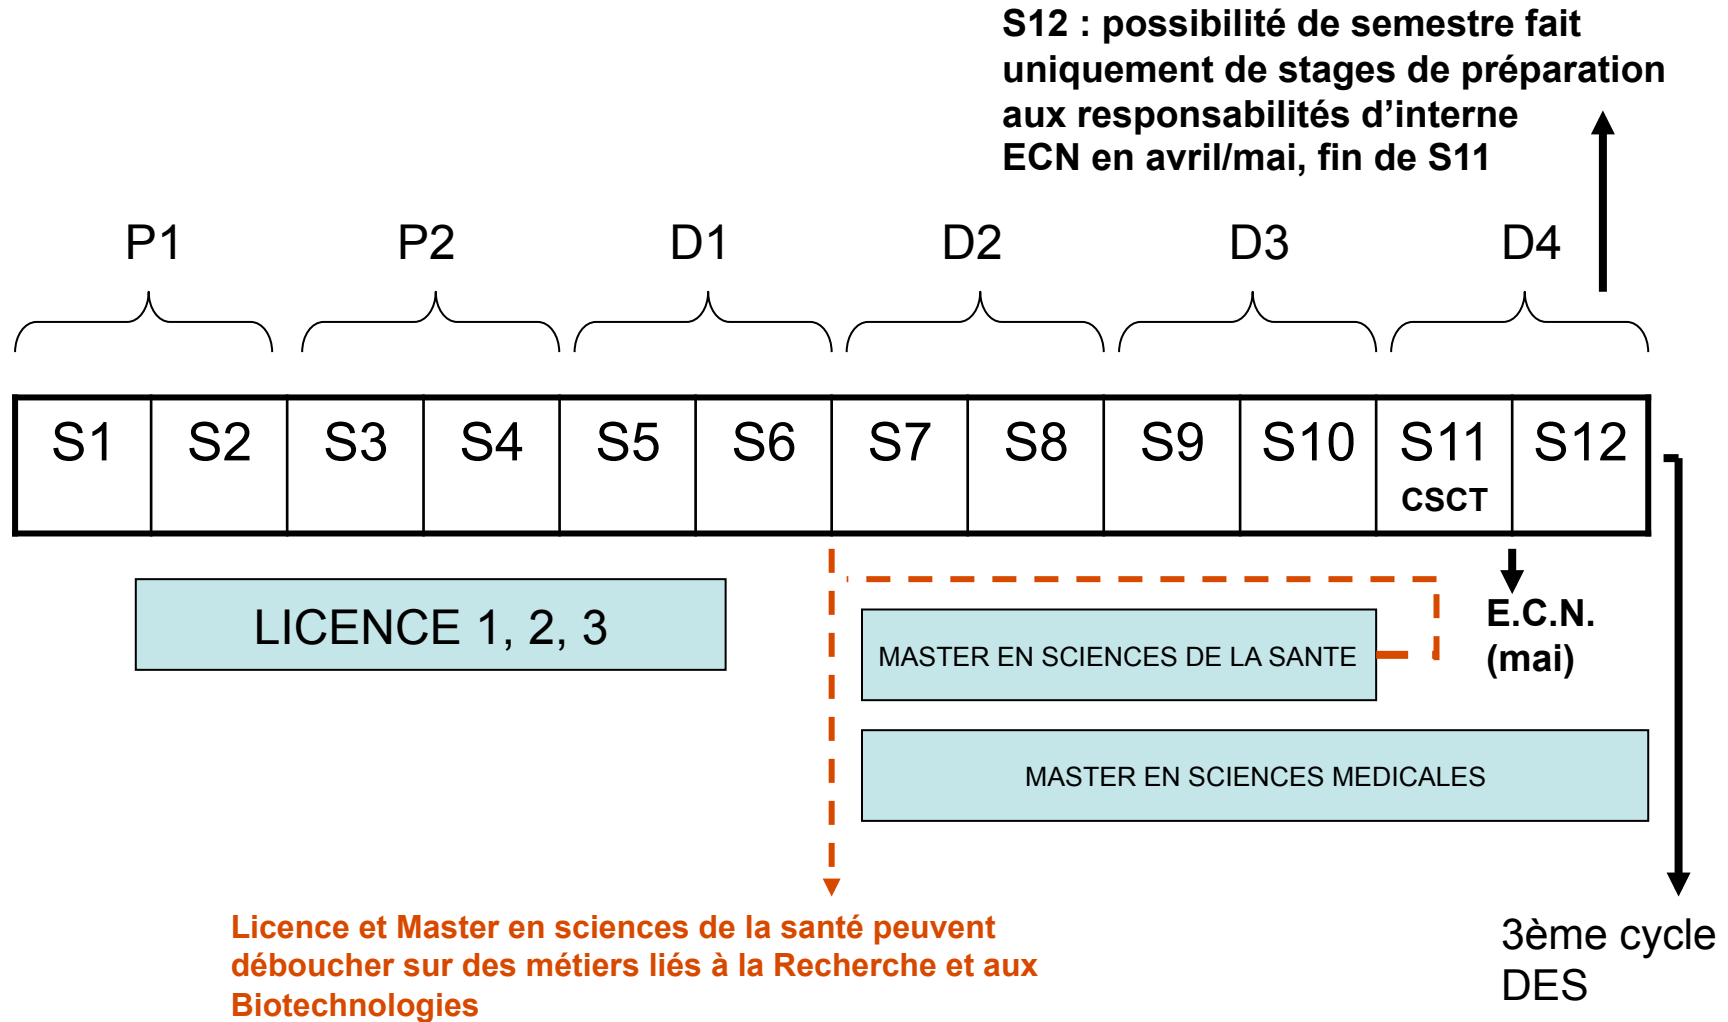 S12 : possibilité de semestre fait
uniquement de stages de préparation
aux responsabilités d’interne
ECN en avril/mai, fin de S11
P1 P2 D1 D2 D3 D4
S1 S2 S3 S4 S5 S6 S7 S8 S9 S10 S11 S12
CSCT
LICENCE 1, 2, 3
E.C.N.
(mai)
MASTER EN SCIENCES DE LA SANTE
MASTER EN SCIENCES MEDICALES
Licence et Master en sciences de la santé peuvent
déboucher sur des métiers liés à la Recherche et aux
Biotechnologies
3ème cycle
DES